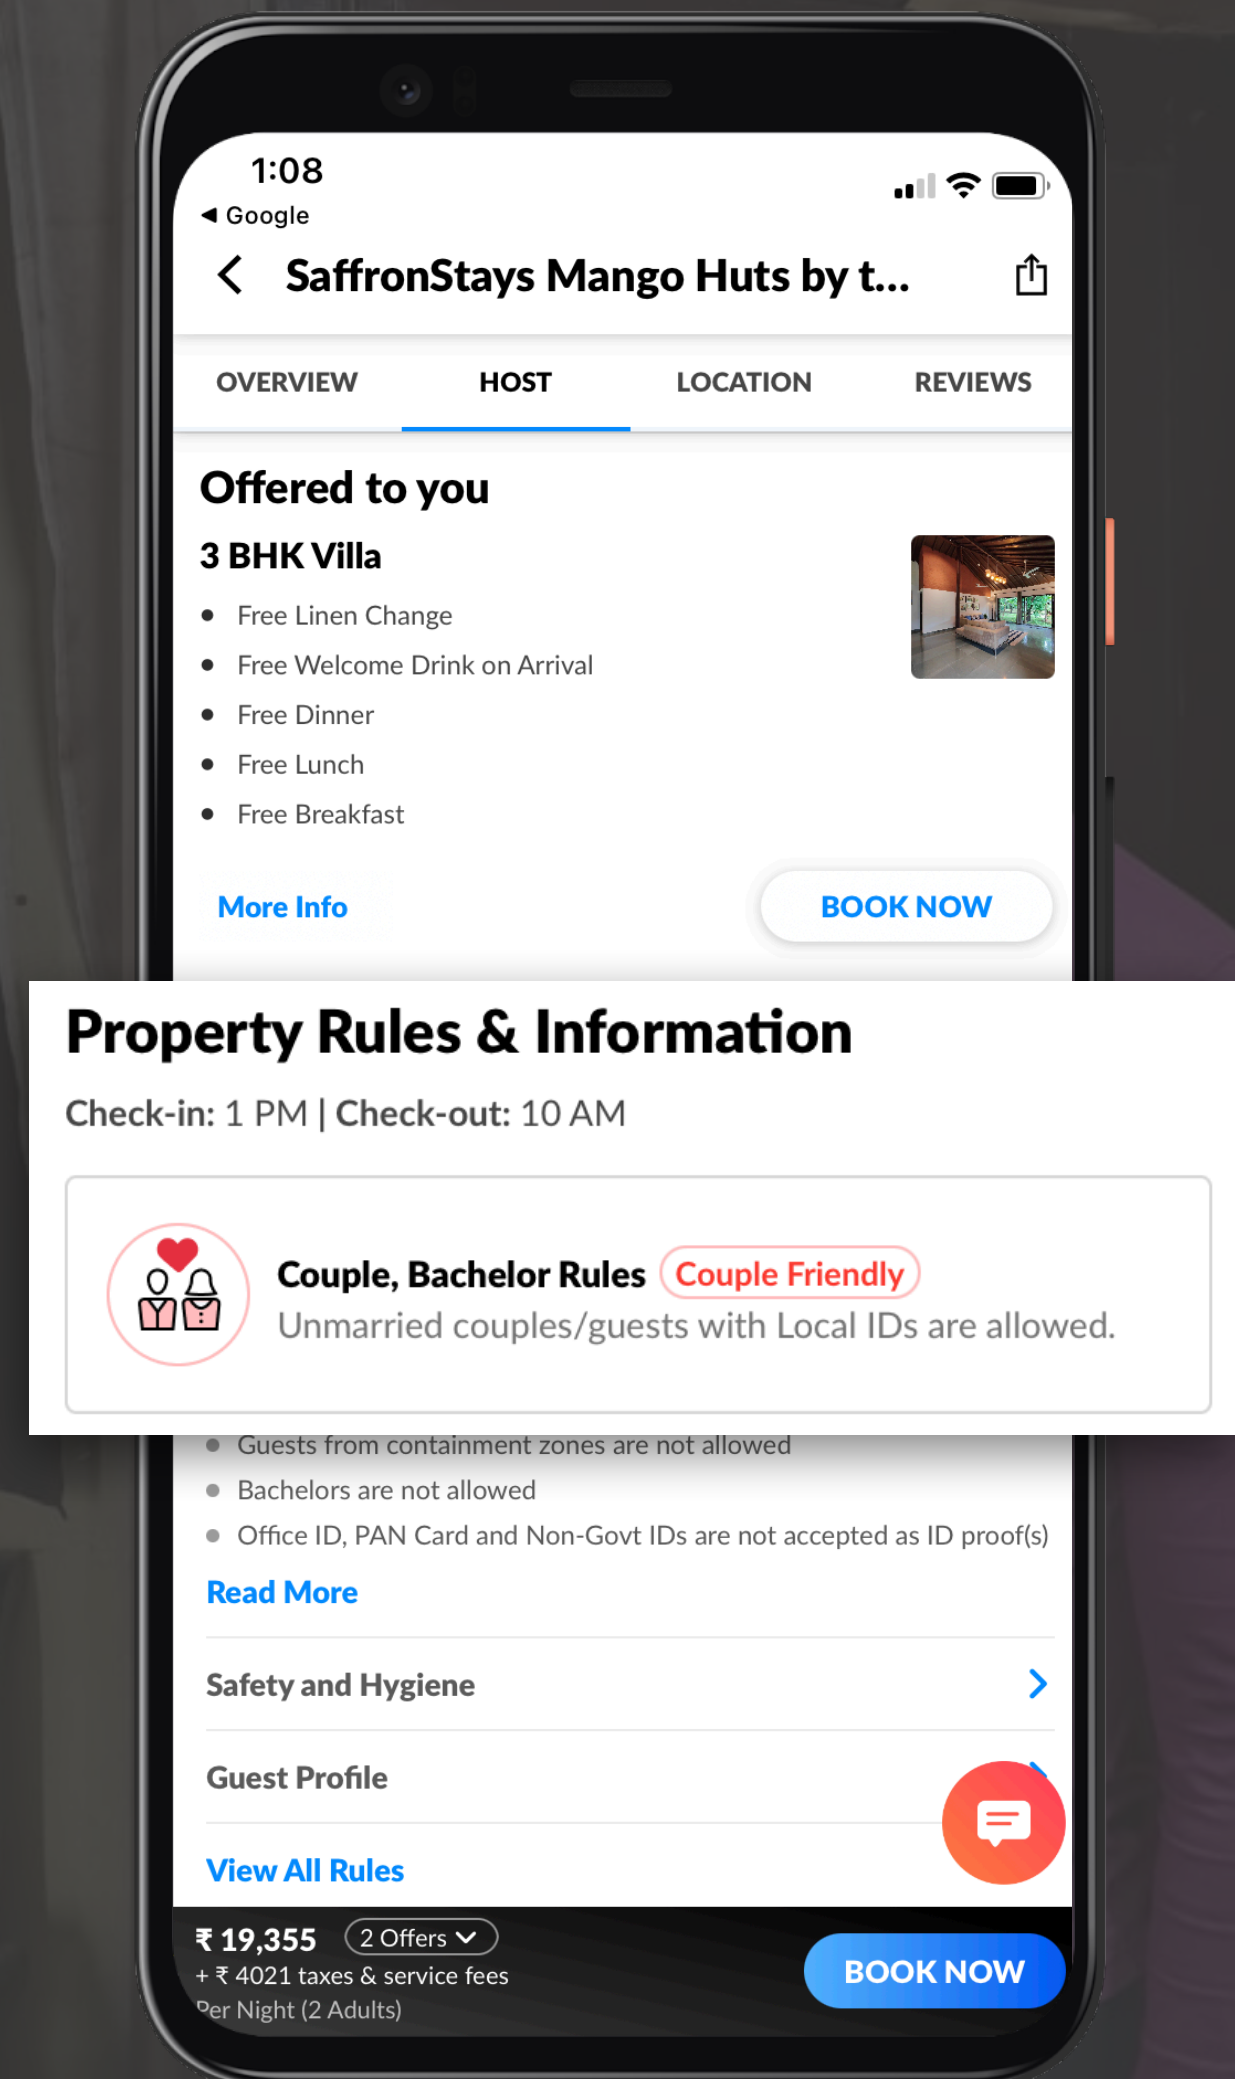 1:08
◀ Google
SaffronStays Mango Huts by t...
OVERVIEW HOST LOCATION REVIEWS
Offered to you
3 BHK Villa
• Free Linen Change
• Free Welcome Drink on Arrival
• Free Dinner
• Free Lunch
• Free Breakfast
More Info BOOK NOW
Property Rules & Information
Check-in: 1 PM | Check-out: 10 AM
Couple, Bachelor Rules Couple Friendly
Unmarried couples/guests with Local IDs are allowed.
• Guests from containment zones are not allowed
• Bachelors are not allowed
• Office ID, PAN Card and Non-Govt IDs are not accepted as ID proof(s)
Read More
Safety and Hygiene
Guest Profile
View All Rules
₹ 19,355 2 Offers
+ ₹ 4021 taxes & service fees
Per Night (2 Adults)
BOOK NOW